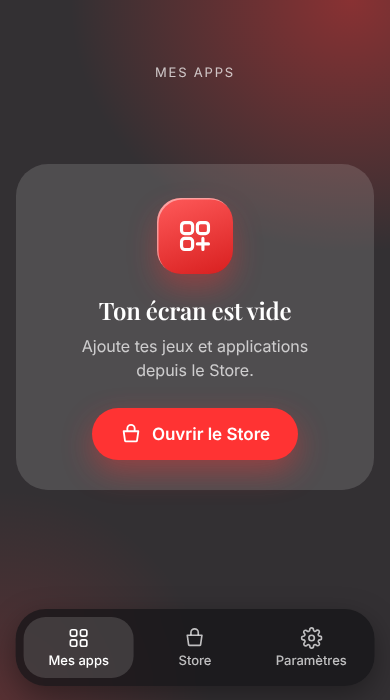 MES APPS
Ton écran est vide
Ajoute tes jeux et applications
depuis le Store.
Ouvrir le Store
Mes apps
Store
Paramètres